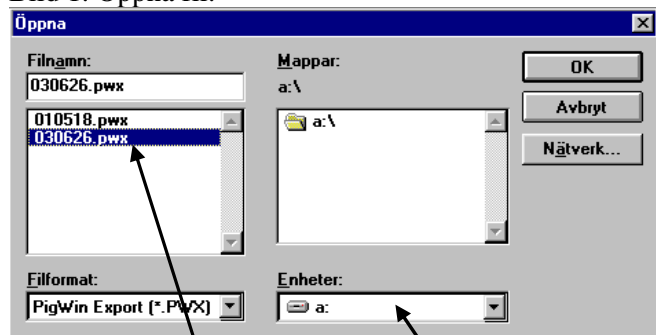 Bild 1. Öppna fil.
Öppna
Filnamn:
030626.pwx
010518.pwx
030626.pwx
Mappar:
a:\
a:\
OK
Avbryt
Nätverk...
Filformat:
PigWin Export (*.PWX)
Enheter:
a: